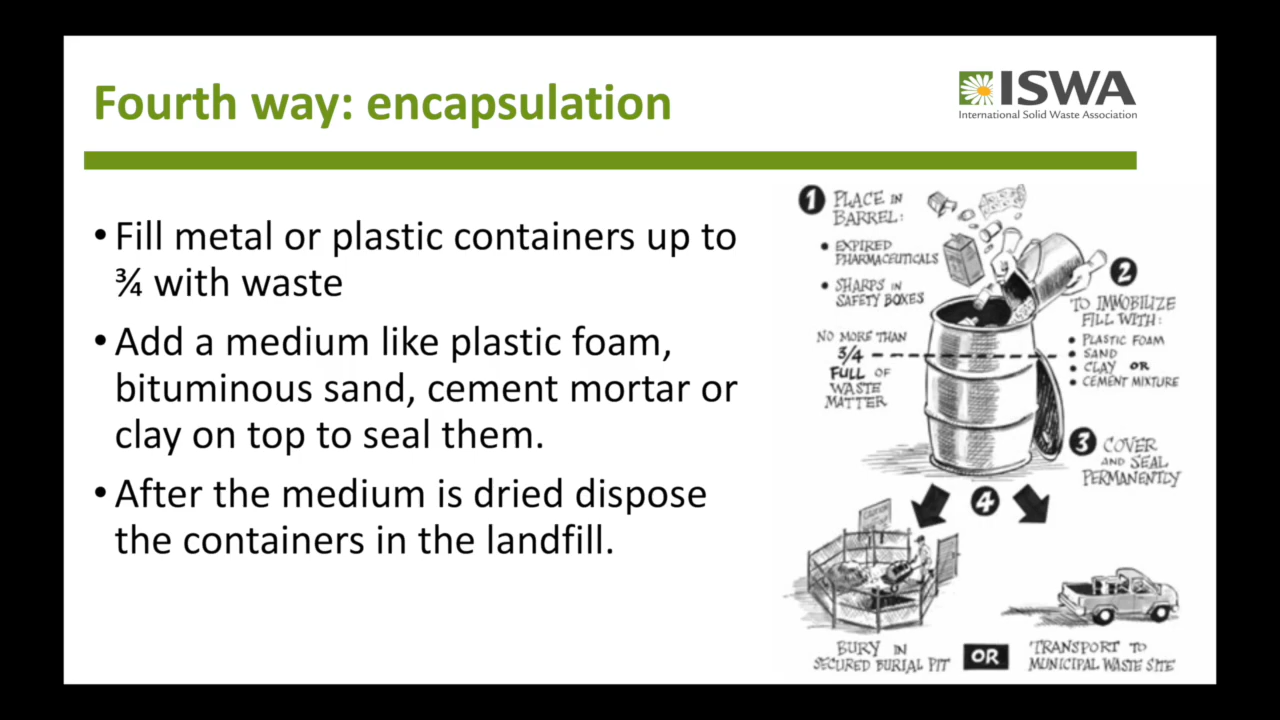 Fourth way: encapsulation
ISWA
International Solid Waste Association
• Fill metal or plastic containers up to
¾ with waste
• Add a medium like plastic foam,
bituminous sand, cement mortar or
clay on top to seal them.
• After the medium is dried dispose
the containers in the landfill.
1 PLACE IN
BARREL:
• EXPIRED
PHARMACEUTICALS
• SHARPS IN
SAFETY BOXES
NO MORE THAN
3/4
FULL OF
WASTE
MATTER
2
TO IMMOBILIZE
FILL WITH:
• PLASTIC FOAM
• SAND
• CLAY OR
• CEMENT MIXTURE
3 COVER
AND SEAL
PERMANENTLY
4
BURY IN
SECURED BURIAL PIT
OR
TRANSPORT TO
MUNICIPAL WASTE SITE